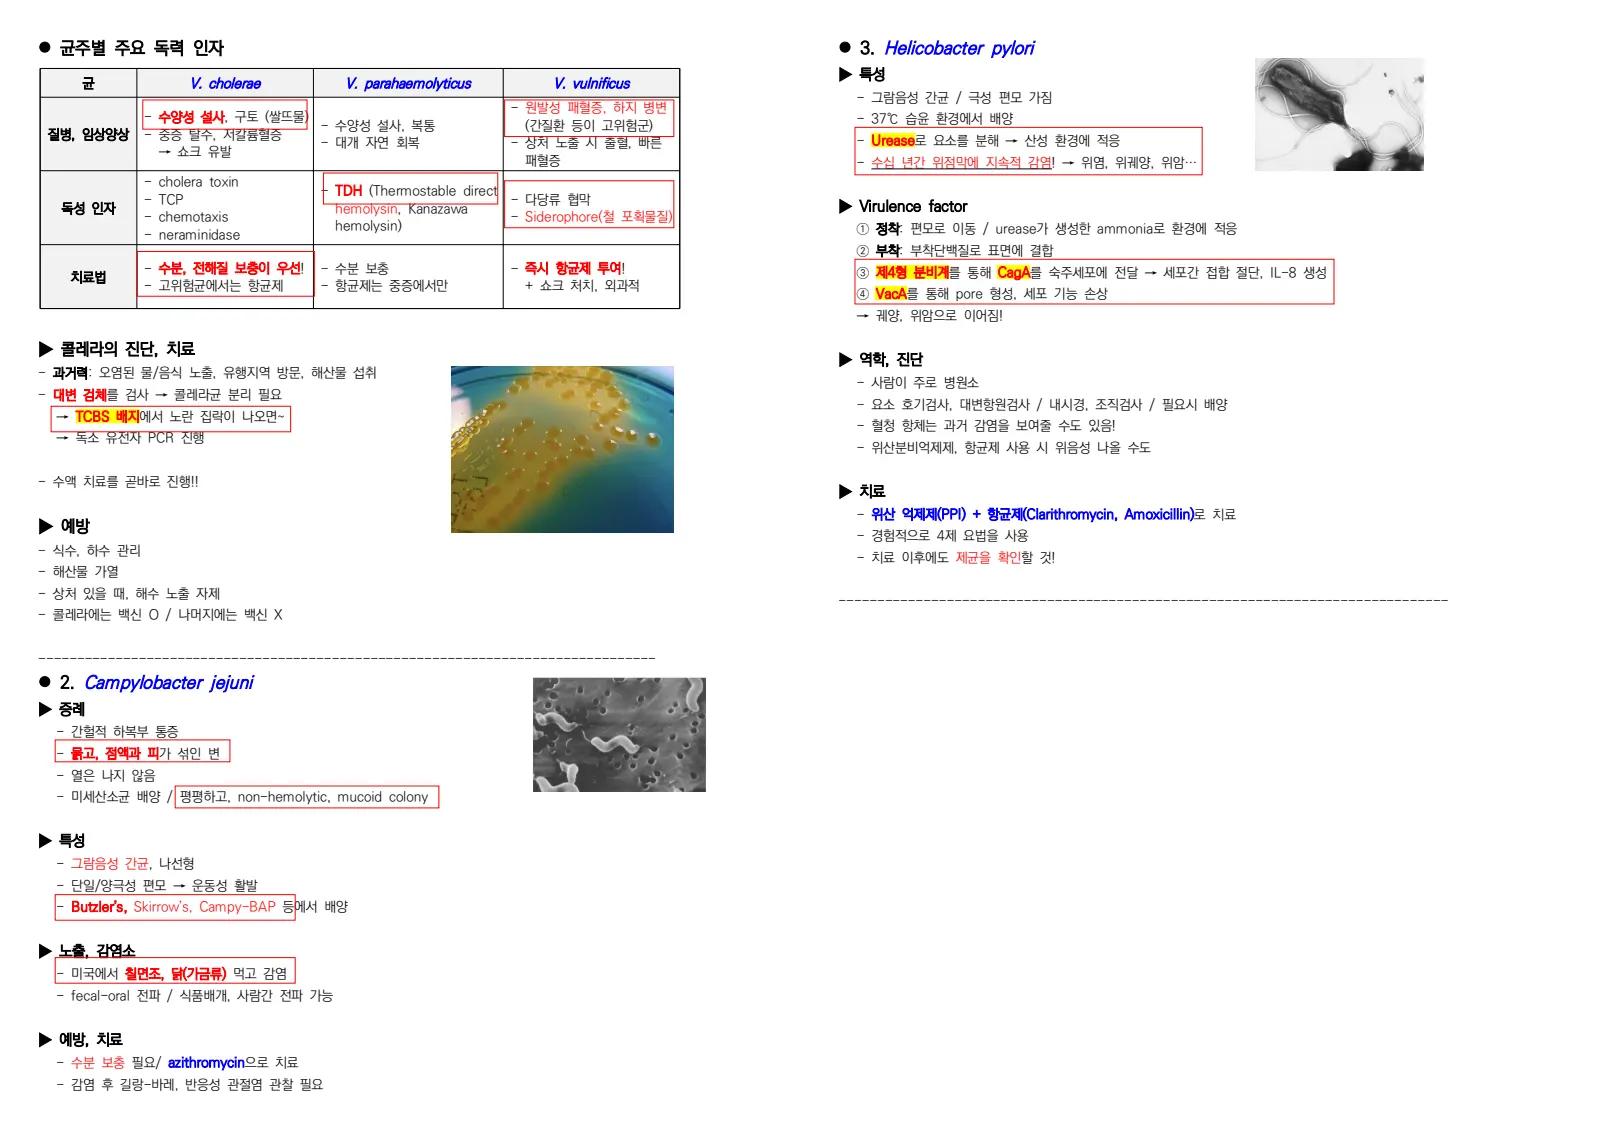 ● 균주별 주요 독력 인자
균 V. cholerae V. parahaemolyticus V. vulnificus
질병, 임상양상
- 수양성 설사, 구토 (쌀뜨물)
- 중증 탈수, 저칼륨혈증
→ 쇼크 유발
- 수양성 설사, 복통
- 대개 자연 회복
- 원발성 패혈증, 하지 병변
(간질환 등이 고위험군)
- 상처 노출 시 출혈, 빠른
패혈증
독성 인자
- cholera toxin
- TCP
- chemotaxis
- neraminidase
- TDH (Thermostable direct
hemolysin, Kanazawa
hemolysin)
- 다당류 협막
- Siderophore(철 포획물질)
치료법
- 수분, 전해질 보충이 우선!
- 고위험균에서는 항균제
- 수분 보충
- 항균제는 중증에서만
- 즉시 항균제 투여!
+ 쇼크 처치, 외과적
▶ 콜레라의 진단, 치료
- 과거력: 오염된 물/음식 노출, 유행지역 방문, 해산물 섭취
- 대변 검체를 검사 → 콜레라균 분리 필요
→ TCBS 배지에서 노란 집락이 나오면~
→ 독소 유전자 PCR 진행
- 수액 치료를 곧바로 진행!!
▶ 예방
- 식수, 하수 관리
- 해산물 가열
- 상처 있을 때, 해수 노출 자제
- 콜레라에는 백신 O / 나머지에는 백신 X
--------------------------------------------------------------------------------
● 2. Campylobacter jejuni
▶ 증례
- 간헐적 하복부 통증
- 묽고, 점액과 피가 섞인 변
- 열은 나지 않음
- 미세산소균 배양 / 평평하고, non-hemolytic, mucoid colony
▶ 특성
- 그람음성 간균, 나선형
- 단일/양극성 편모 → 운동성 활발
- Butzler's, Skirrow's, Campy-BAP 등에서 배양
▶ 노출, 감염소
- 미국에서 칠면조, 닭(가금류) 먹고 감염
- fecal-oral 전파 / 식품배개, 사람간 전파 가능
▶ 예방, 치료
- 수분 보충 필요/ azithromycin으로 치료
- 감염 후 길랑-바레, 반응성 관절염 관찰 필요
● 3. Helicobacter pylori
▶ 특성
- 그람음성 간균 / 극성 편모 가짐
- 37℃ 습윤 환경에서 배양
- Urease로 요소를 분해 → 산성 환경에 적응
- 수십 년간 위점막에 지속적 감염! → 위염, 위궤양, 위암…
▶ Virulence factor
① 정착: 편모로 이동 / urease가 생성한 ammonia로 환경에 적응
② 부착: 부착단백질로 표면에 결합
③ 제4형 분비계를 통해 CagA를 숙주세포에 전달 → 세포간 접합 절단, IL-8 생성
④ VacA를 통해 pore 형성, 세포 기능 손상
→ 궤양, 위암으로 이어짐!
▶ 역학, 진단
- 사람이 주로 병원소
- 요소 호기검사, 대변항원검사 / 내시경, 조직검사 / 필요시 배양
- 혈청 항체는 과거 감염을 보여줄 수도 있음!
- 위산분비억제제, 항균제 사용 시 위음성 나올 수도
▶ 치료
- 위산 억제제(PPI) + 항균제(Clarithromycin, Amoxicillin)로 치료
- 경험적으로 4제 요법을 사용
- 치료 이후에도 제균을 확인할 것!
-------------------------------------------------------------------------------